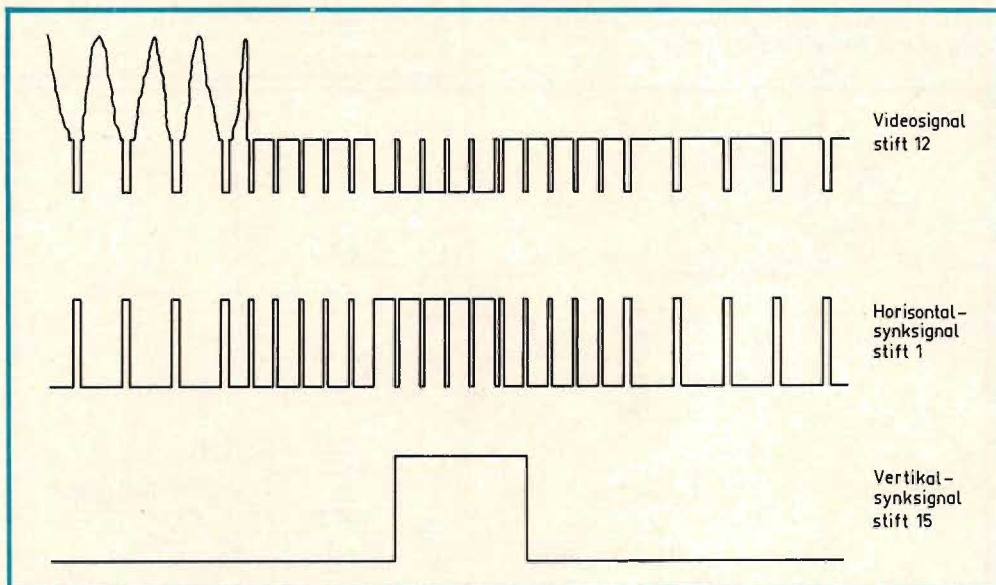 Videosignal
stift 12
Horisontal-
synksignal
stift 1
Vertikal-
synksignal
stift 15